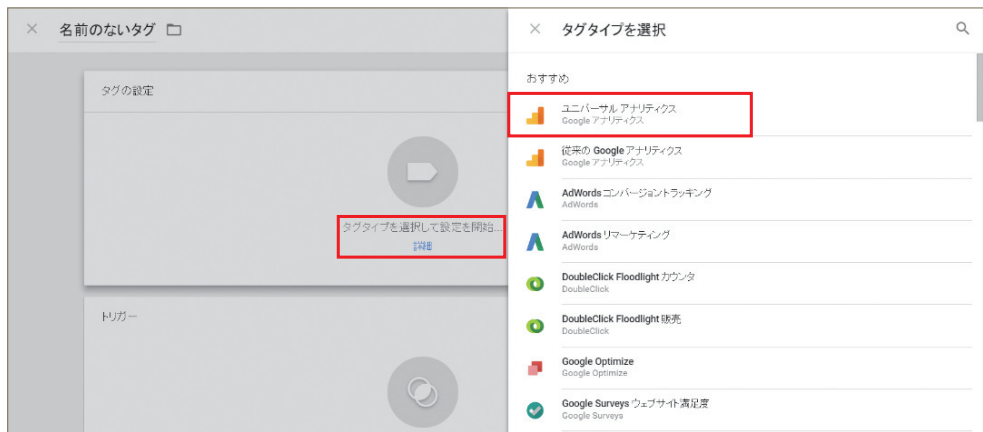 名前のないタグ
タグの設定
タグタイプを選択して設定を開始...
詳細
トリガー
タグタイプを選択
おすすめ
ユニバーサル アナリティクス
Google アナリティクス
従来の Google アナリティクス
Google アナリティクス
AdWords コンバージョントラッキング
AdWords
AdWords リマーケティング
AdWords
DoubleClick Floodlight カウンタ
DoubleClick
DoubleClick Floodlight 販売
DoubleClick
Google Optimize
Google Optimize
Google Surveys ウェブサイト満足度
Google Surveys